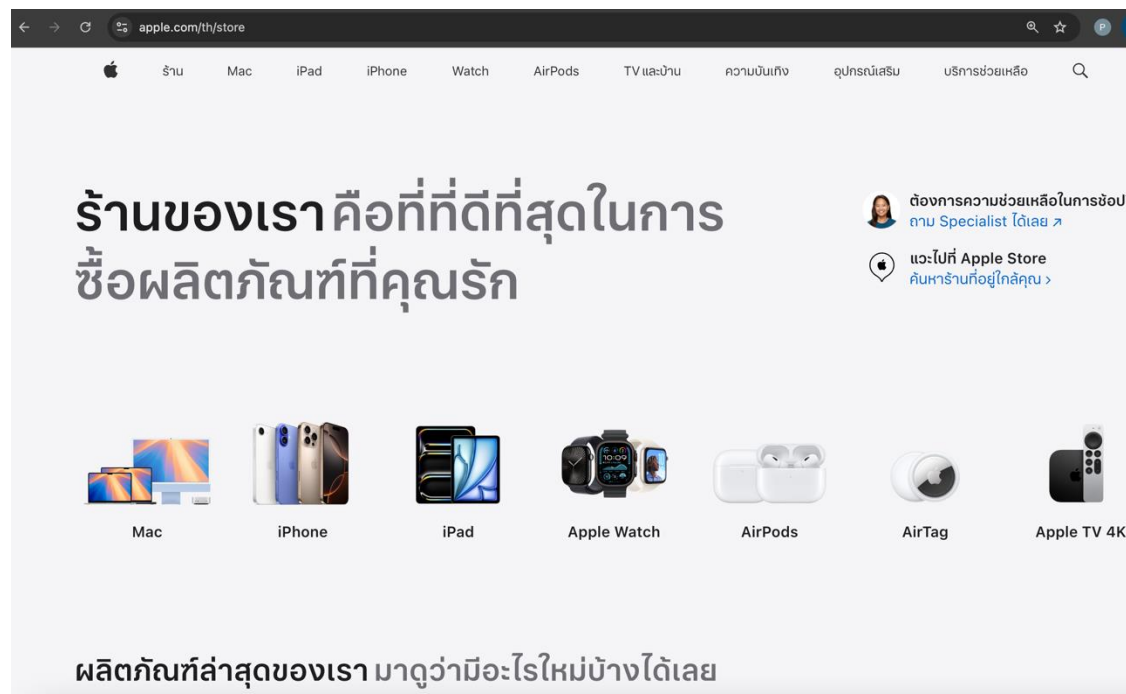 apple.com/th/store
P
ร้าน Mac iPad iPhone Watch AirPods TV และบ้าน ความบันเทิง อุปกรณ์เสริม บริการช่วยเหลือ
ร้านของเรา คือที่ที่ดีที่สุดในการ
ซื้อผลิตภัณฑ์ที่คุณรัก
ต้องการความช่วยเหลือในการช้อป
ถาม Specialist ได้เลย
แวะไปที่ Apple Store
ค้นหาร้านที่อยู่ใกล้คุณ
Mac iPhone iPad Apple Watch AirPods AirTag Apple TV 4K
ผลิตภัณฑ์ล่าสุดของเรา มาดูว่ามีอะไรใหม่บ้างได้เลย